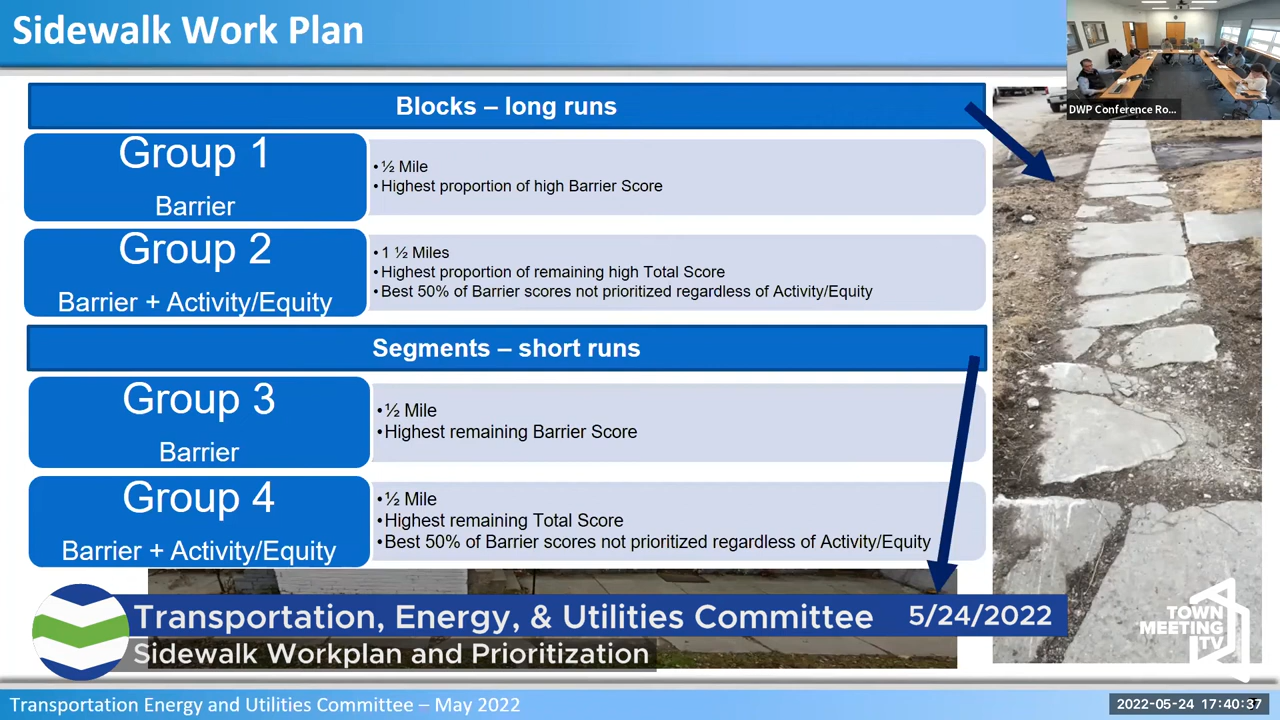 Sidewalk Work Plan
DWP Conference Ro...
Blocks – long runs
Group 1
Barrier
• ½ Mile
• Highest proportion of high Barrier Score
Group 2
Barrier + Activity/Equity
• 1 ½ Miles
• Highest proportion of remaining high Total Score
• Best 50% of Barrier scores not prioritized regardless of Activity/Equity
Segments – short runs
Group 3
Barrier
• ½ Mile
• Highest remaining Barrier Score
Group 4
Barrier + Activity/Equity
• ½ Mile
• Highest remaining Total Score
• Best 50% of Barrier scores not prioritized regardless of Activity/Equity
Transportation, Energy, & Utilities Committee 5/24/2022
Sidewalk Workplan and Prioritization
TOWN
MEETING
TV
Transportation Energy and Utilities Committee – May 2022
2022-05-24 17:40:37